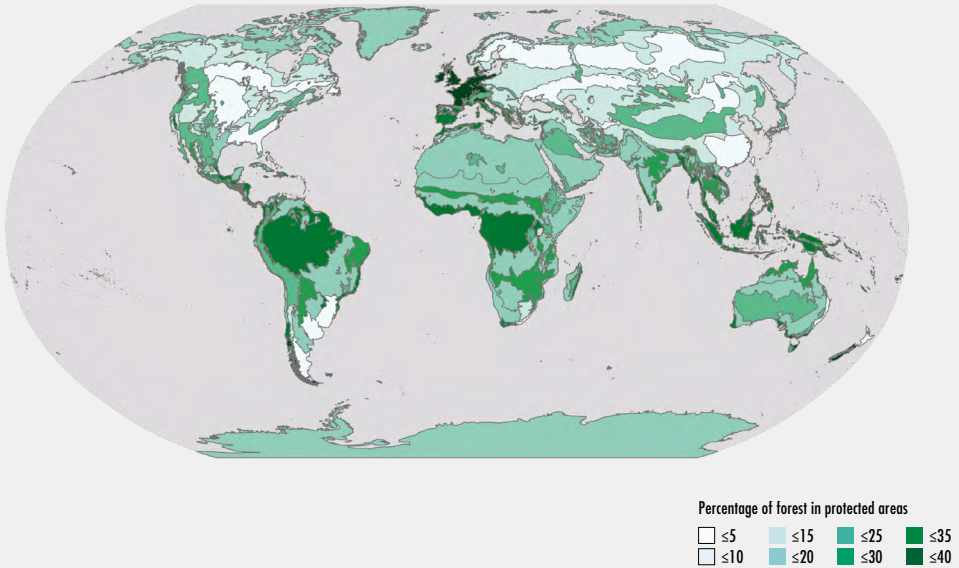 Percentage of forest in protected areas
≤5 ≤15 ≤25 ≤35
≤10 ≤20 ≤30 ≤40